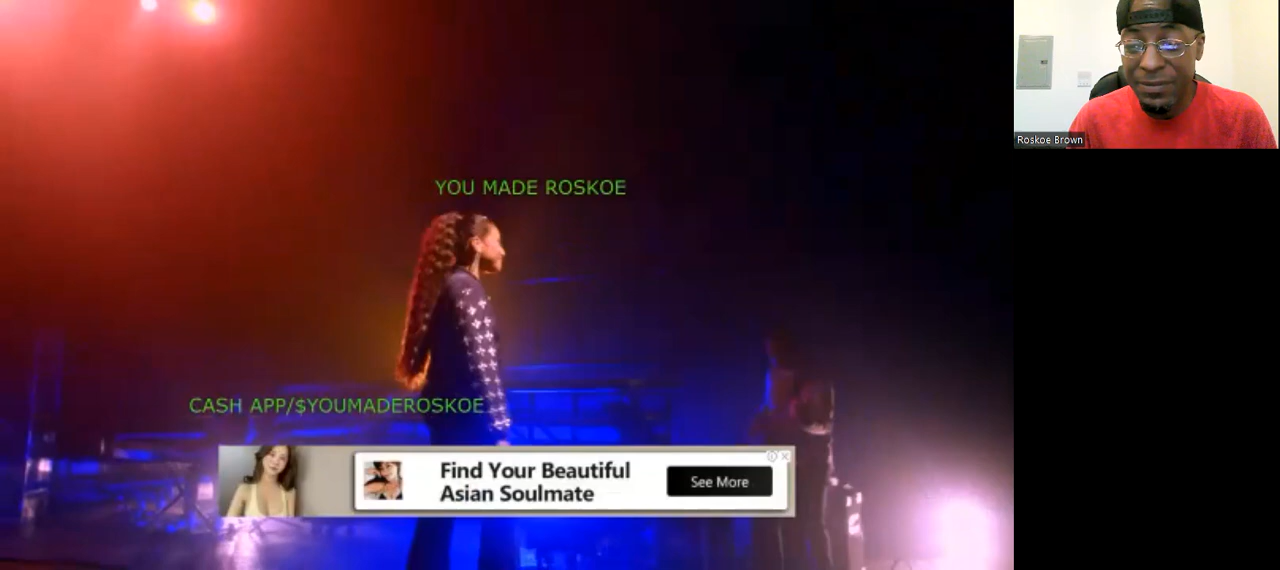 Roskoe Brown
YOU MADE ROSKOE
CASH APP/$YOUMADEROSKOE
Find Your Beautiful
Asian Soulmate
See More